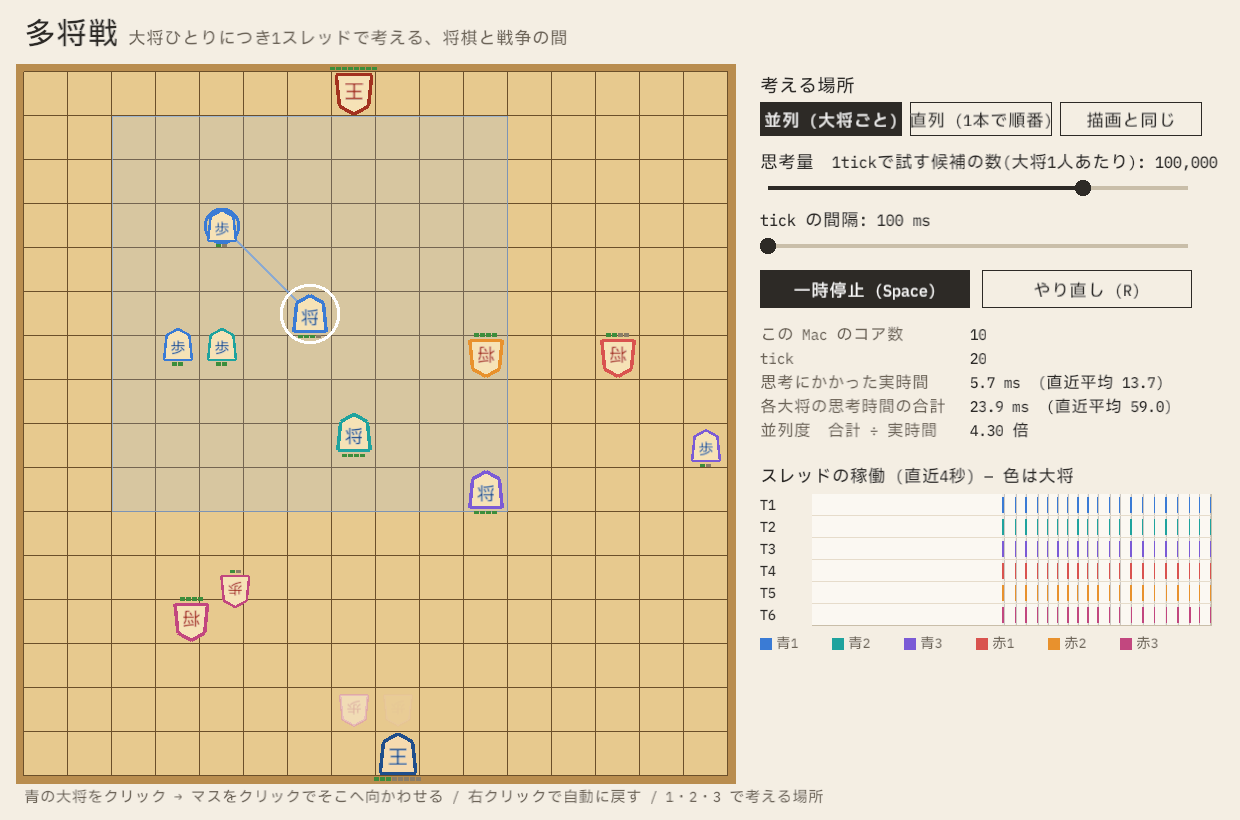 多将戦 大将ひとりにつき1スレッドで考える、将棋と戦争の間
王
歩
将
歩 歩
将 将
将
歩
将
歩
将
歩
王
考える場所
並列 (大将ごと) 直列 (1本で順番) 描画と同じ
思考量 1tickで試す候補の数(大将1人あたり): 100,000
tick の間隔: 100 ms
一時停止 (Space) やり直し (R)
この Mac のコア数 10
tick 20
思考にかかった実時間 5.7 ms (直近平均 13.7)
各大将の思考時間の合計 23.9 ms (直近平均 59.0)
並列度 合計 ÷ 実時間 4.30 倍
スレッドの稼働 (直近4秒) — 色は大将
T1
T2
T3
T4
T5
T6
青1 青2 青3 赤1 赤2 赤3
青の大将をクリック → マスをクリックでそこへ向かわせる / 右クリックで自動に戻す / 1・2・3 で考える場所